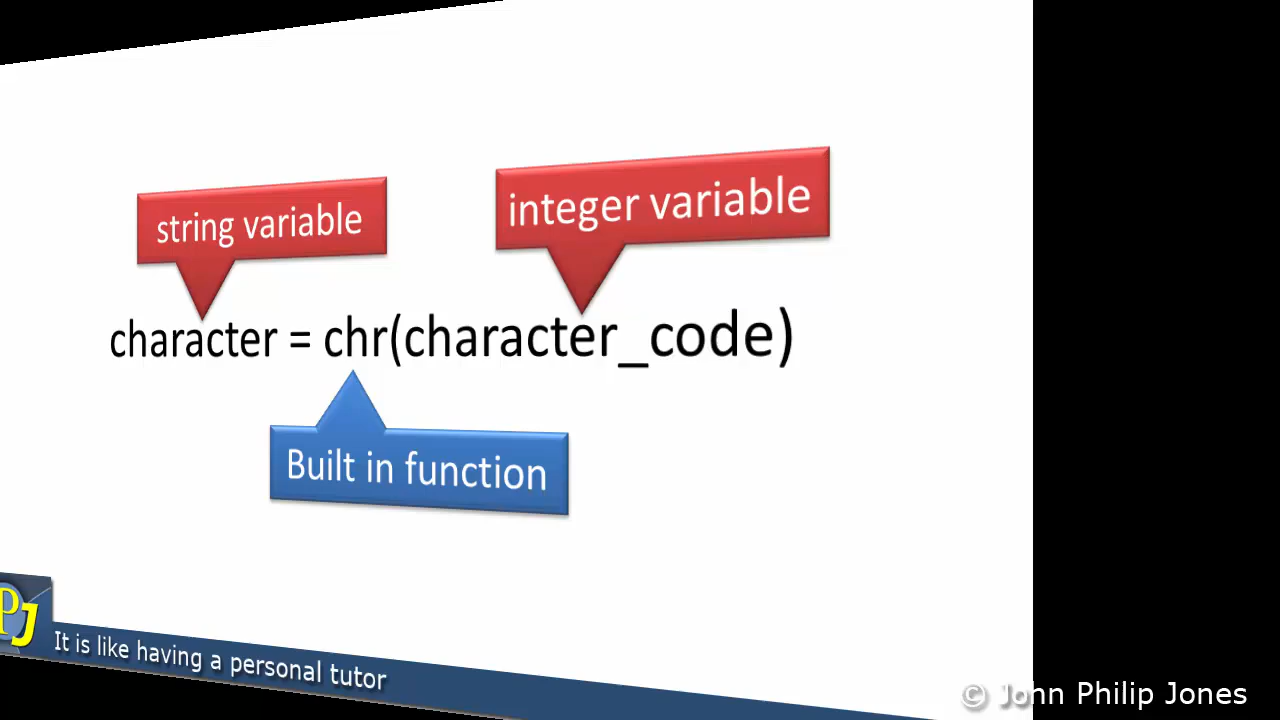 string variable
integer variable
character = chr(character_code)
Built in function
PJ
It is like having a personal tutor
© John Philip Jones